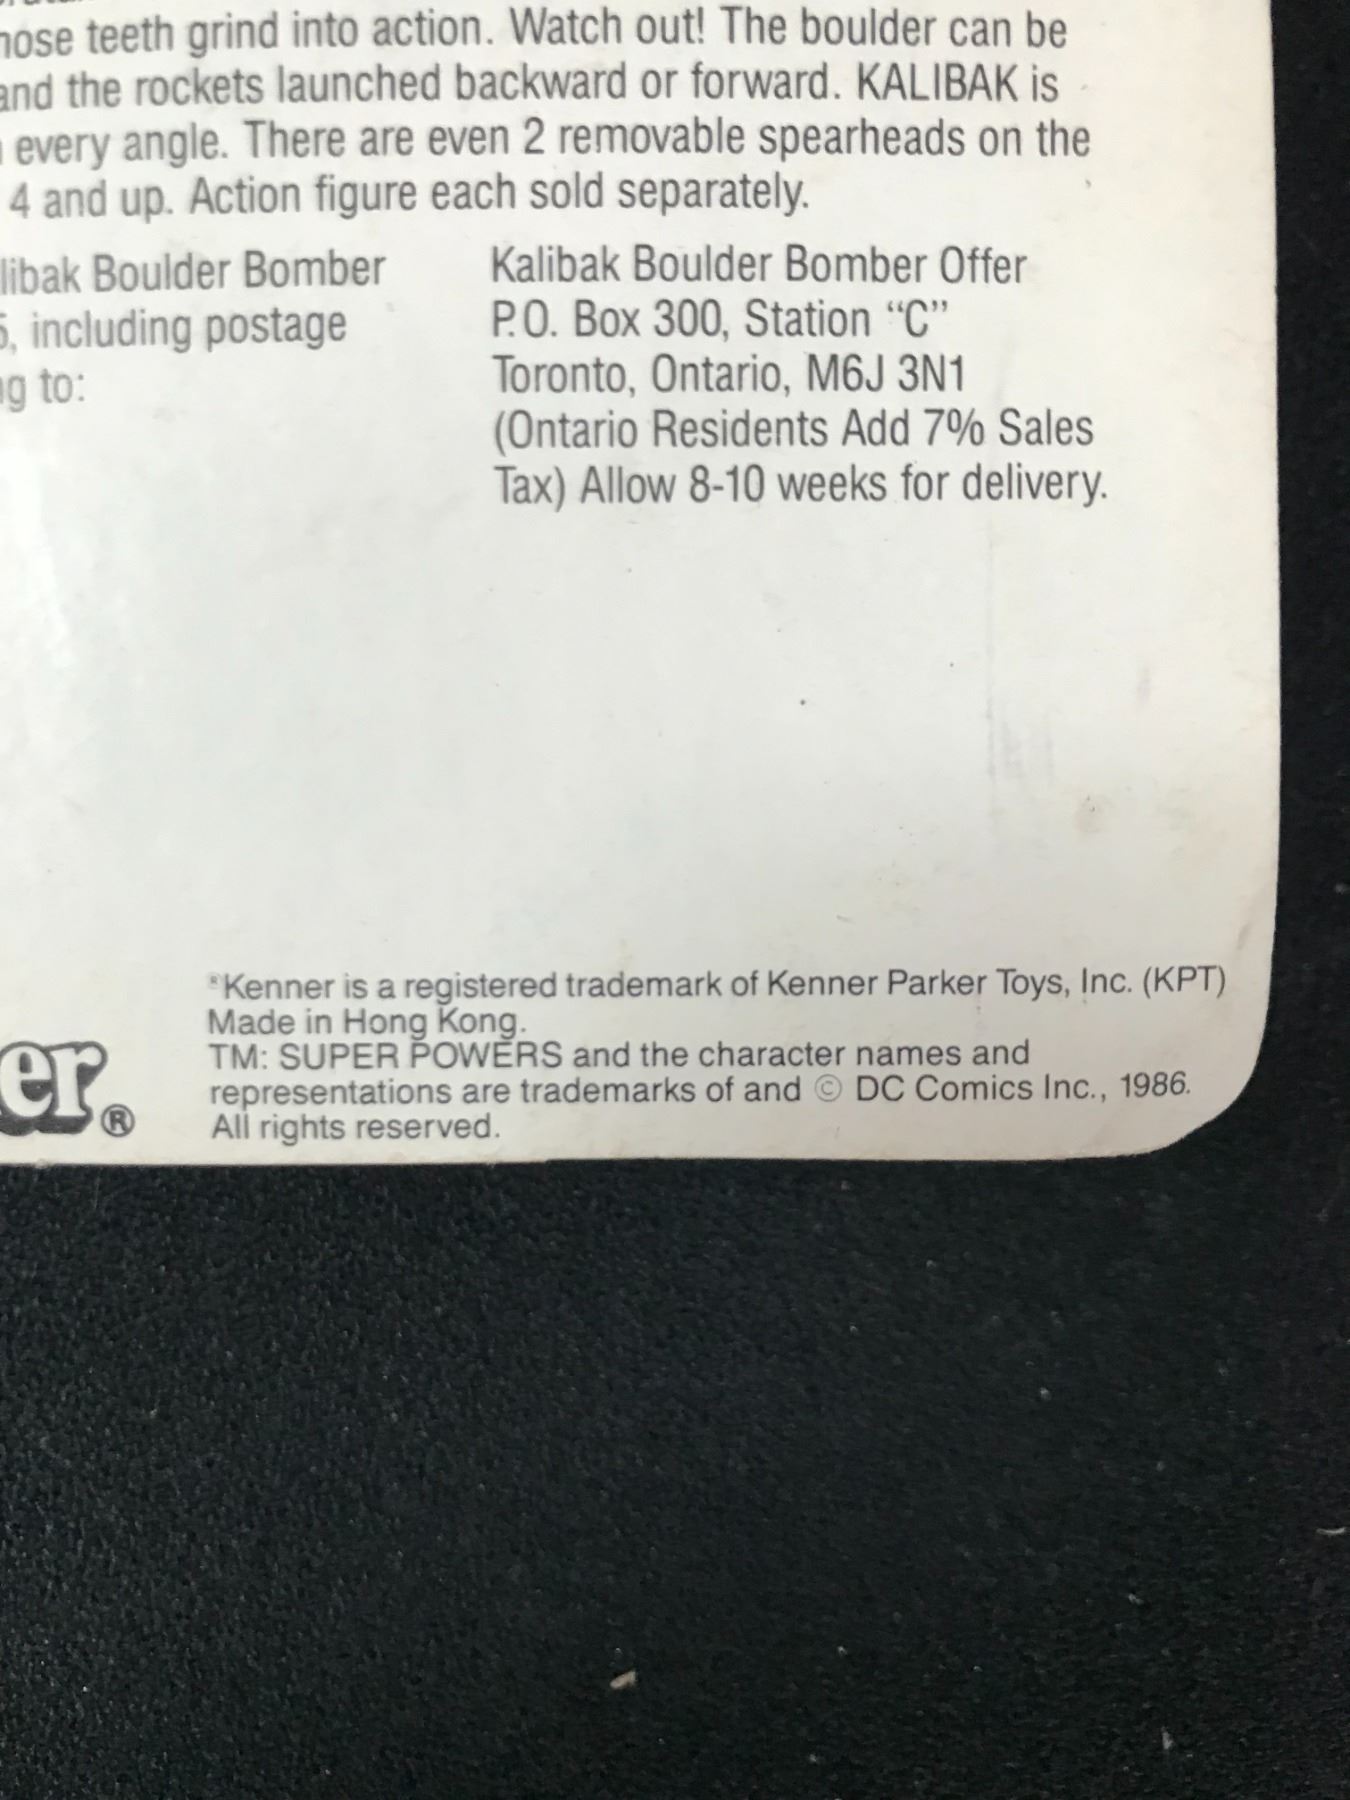 teeth grind into action. Watch out! The boulder can be
and the rockets launched backward or forward. KALIBAK is
every angle. There are even 2 removable spearheads on the
4 and up. Action figure each sold separately.
libak Boulder Bomber
, including postage
g to:
Kalibak Boulder Bomber Offer
P.O. Box 300, Station “C”
Toronto, Ontario, M6J 3N1
(Ontario Residents Add 7% Sales
Tax) Allow 8-10 weeks for delivery.
®Kenner is a registered trademark of Kenner Parker Toys, Inc. (KPT)
Made in Hong Kong.
TM: SUPER POWERS and the character names and
representations are trademarks of and © DC Comics Inc., 1986.
All rights reserved.
er®